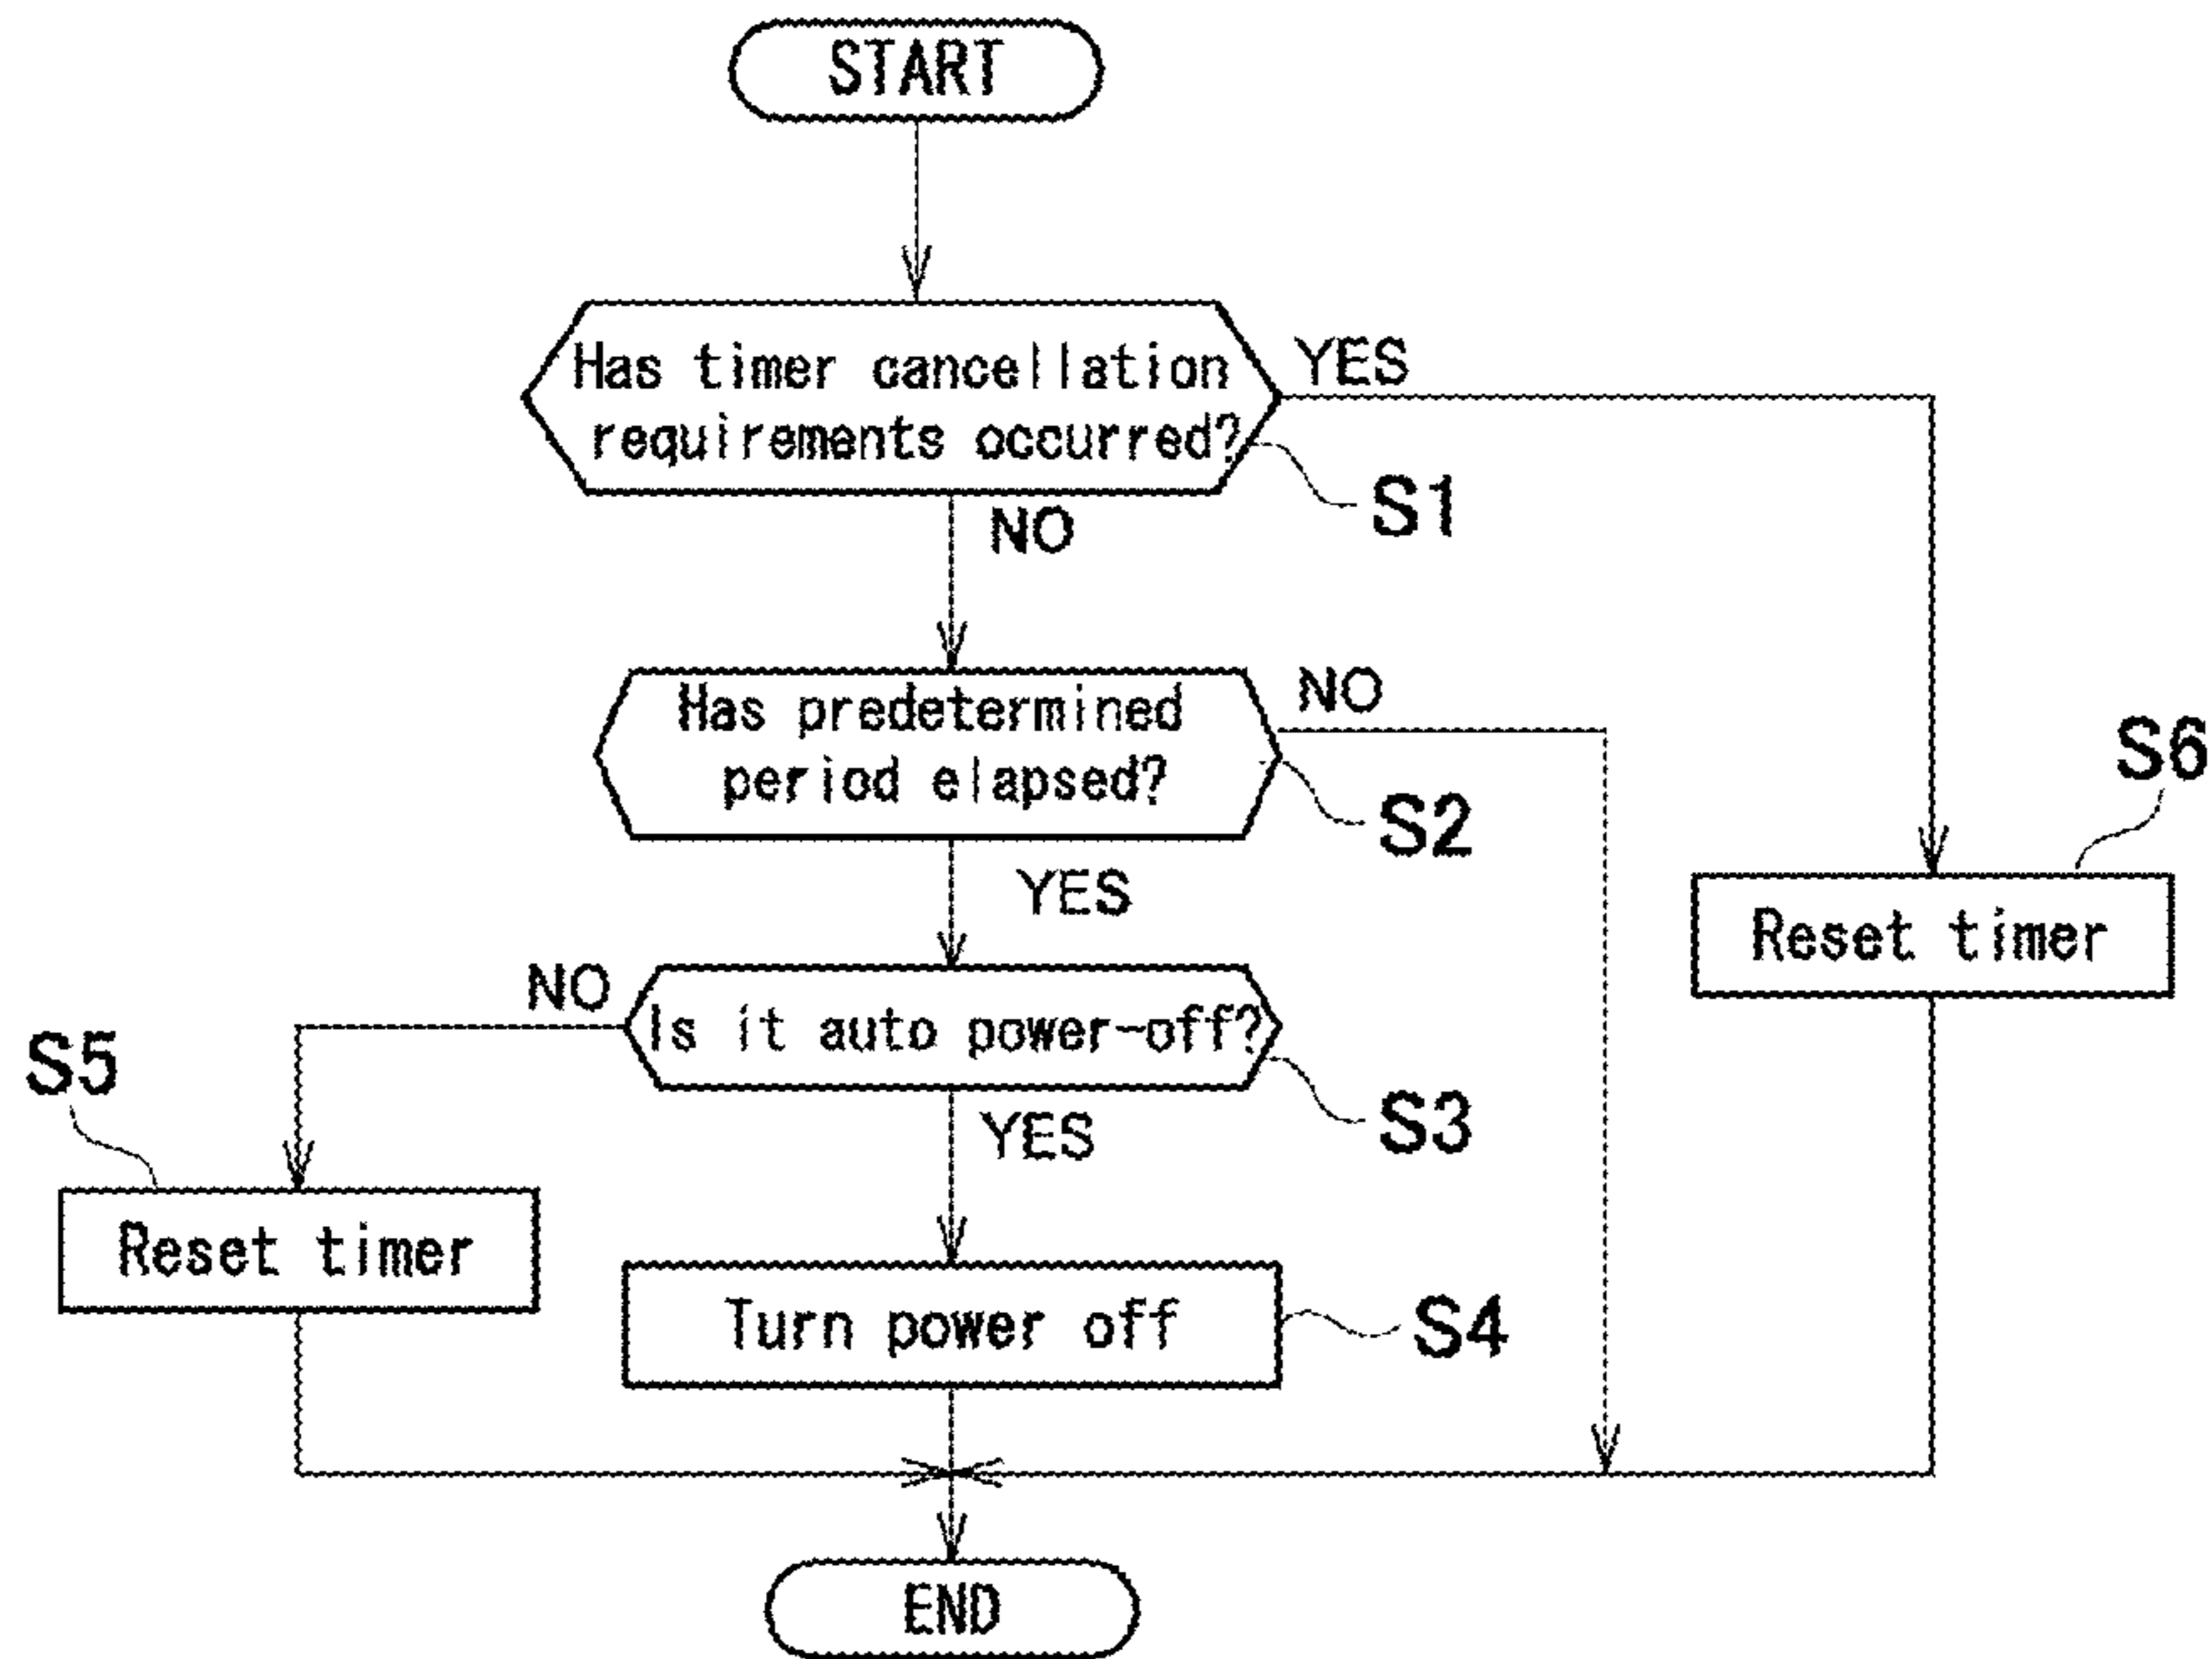 START
Has timer cancellation
requirements occurred?
YES
S1
NO
Has predetermined
period elapsed?
NO
S2
S6
YES
Reset timer
NO
Is it auto power-off?
S5
S3
YES
Reset timer
Turn power off
S4
END